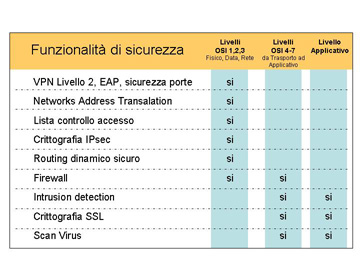 Funzionalità di sicurezza
Livelli
OSI 1,2,3
Fisico, Data, Rete
Livelli
OSI 4-7
da Trasporto ad
Applicativo
Livello
Applicativo
VPN Livello 2, EAP, sicurezza porte si
Networks Address Transalation si
Lista controllo accesso si
Crittografia IPsec si
Routing dinamico sicuro si
Firewall si si
Intrusion detection si si
Crittografia SSL si si
Scan Virus si si